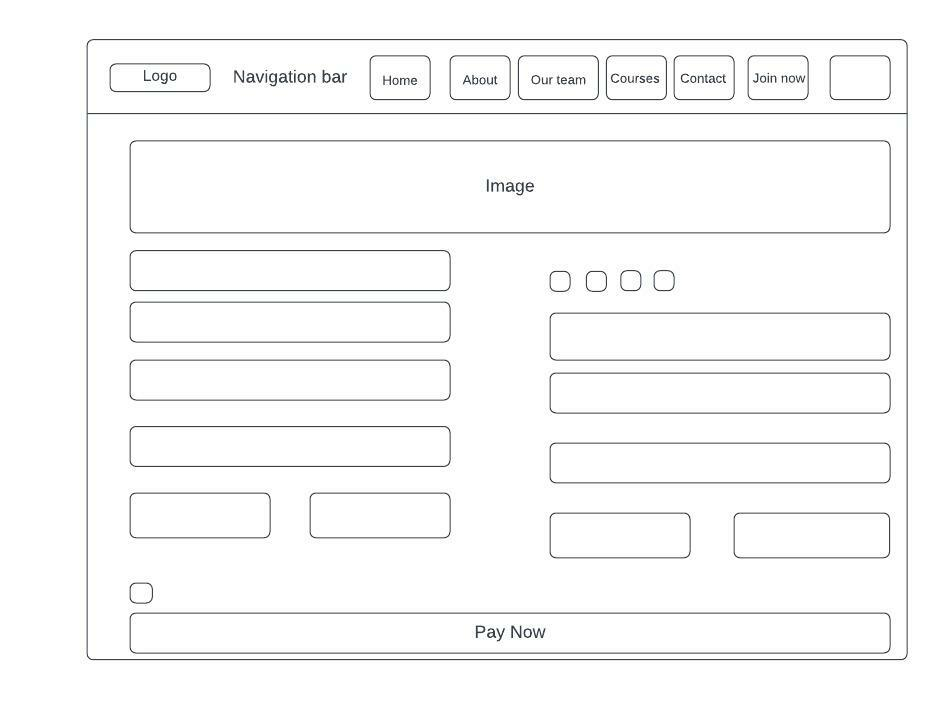 Logo
Navigation bar
Home
About
Our team
Courses
Contact
Join now
Image
Pay Now